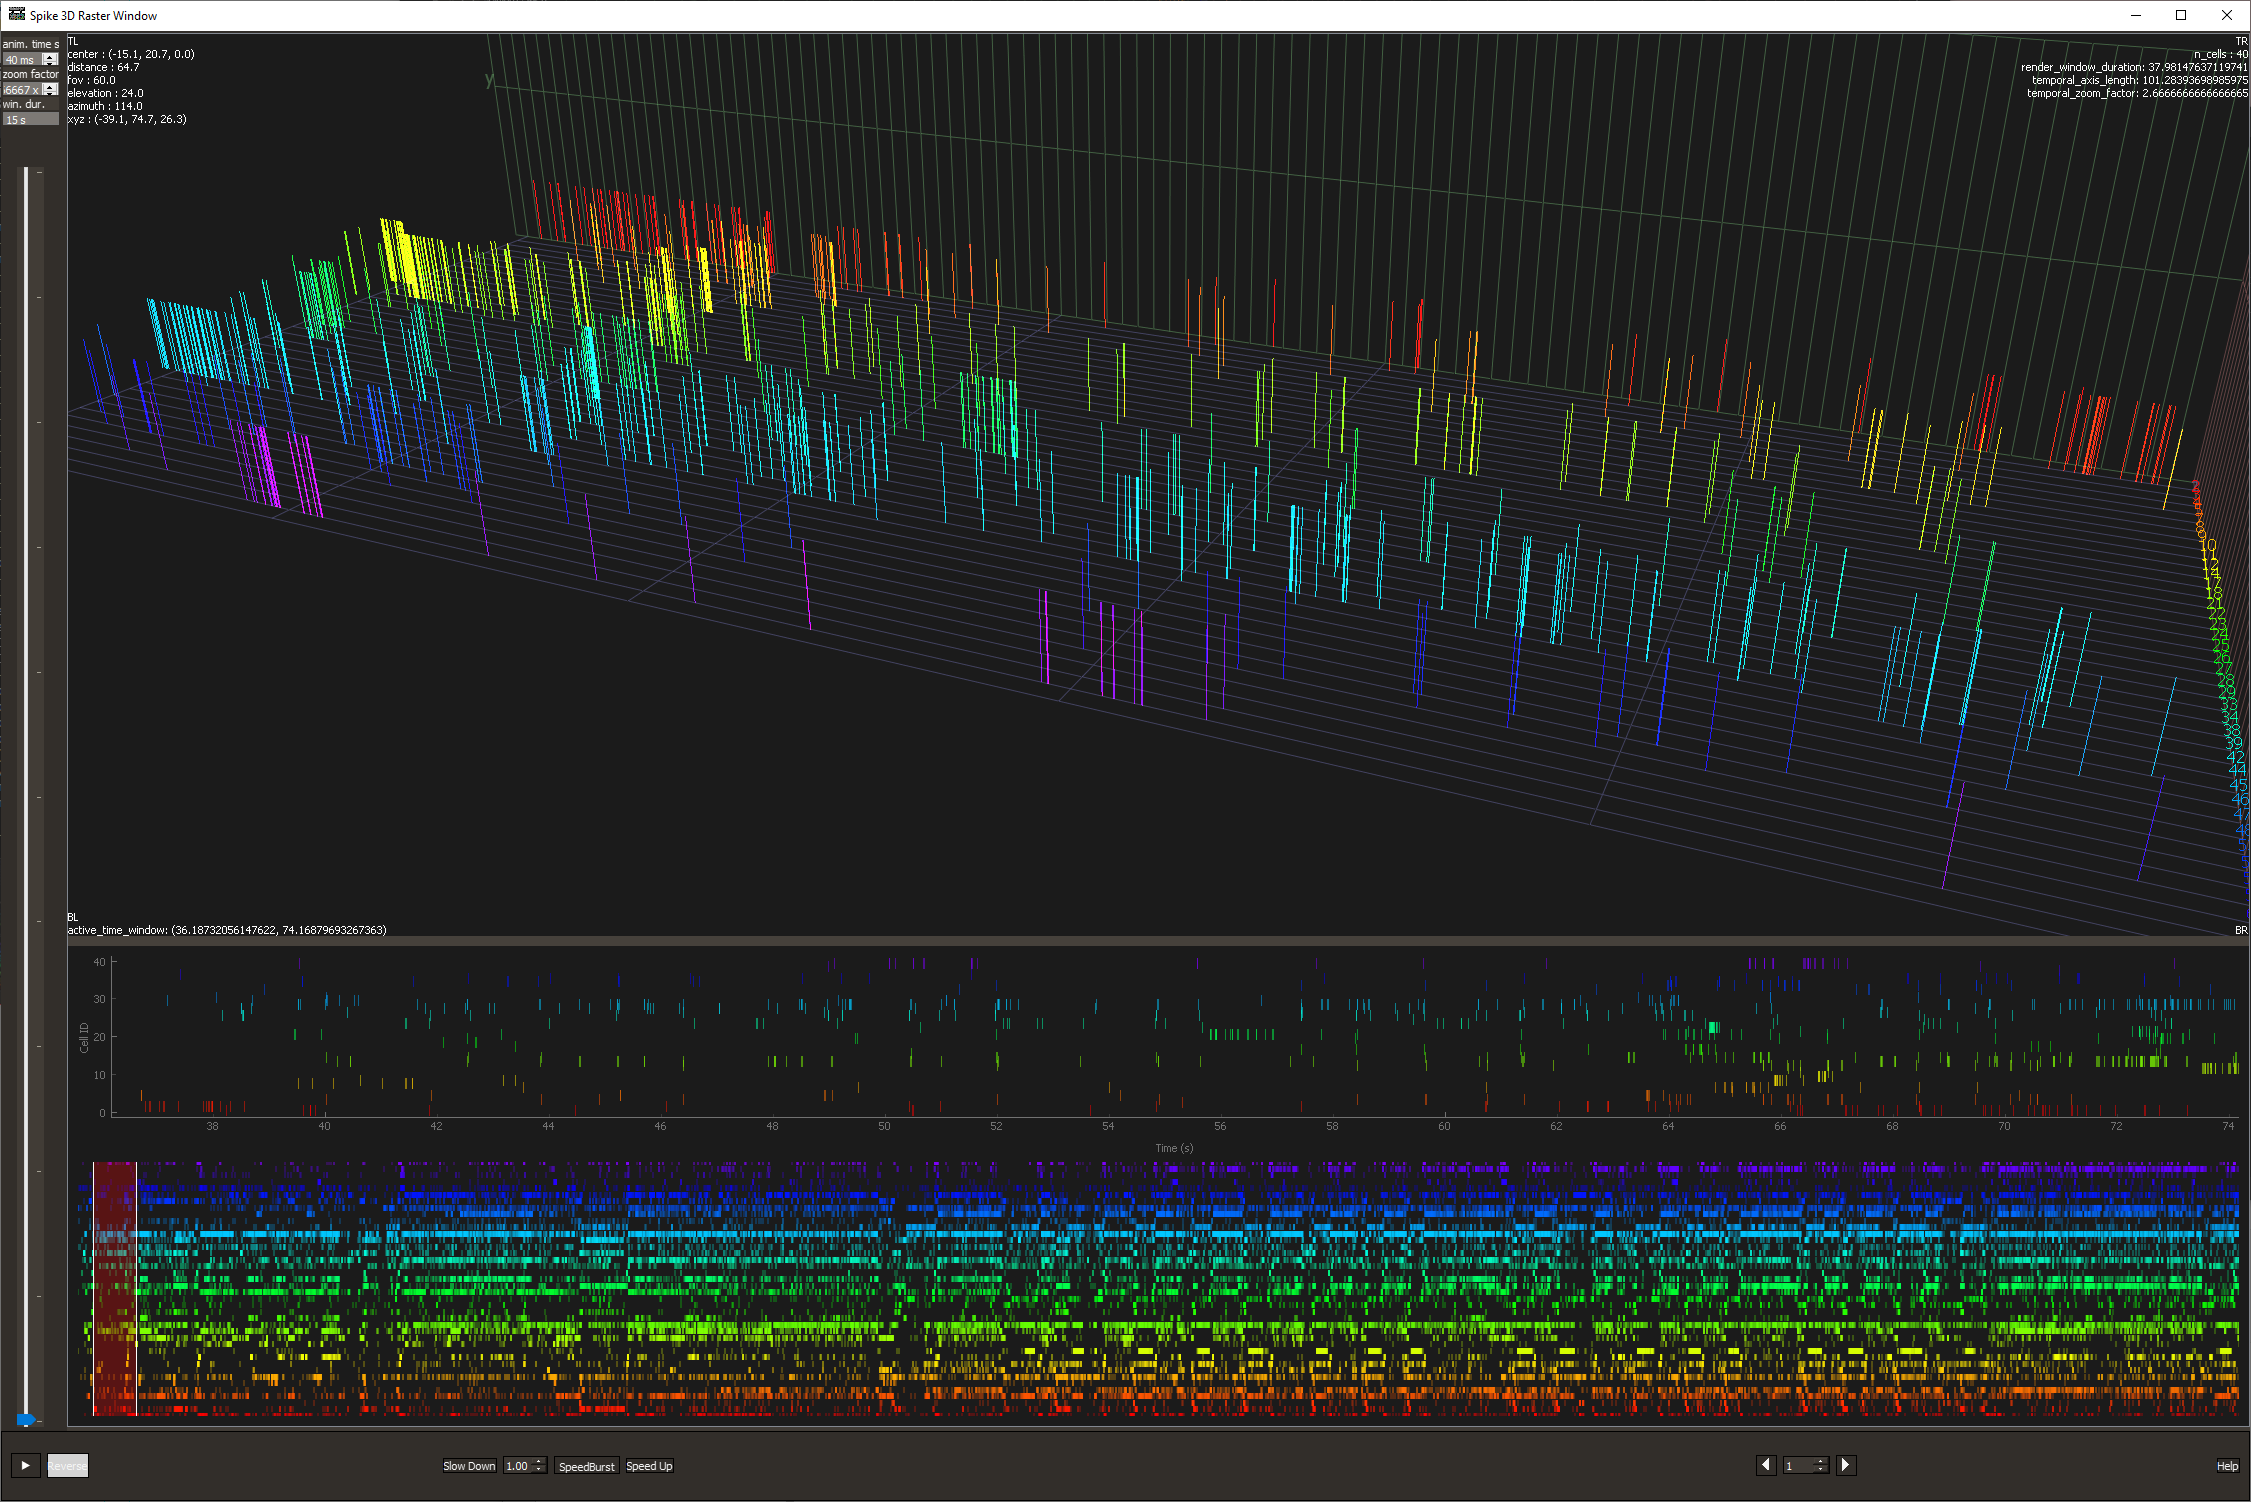 Spike 3D Raster Window
anim. time s
40 ms
zoom factor
6667 x
win. dur.
15 s
TL
center : (-15.1, 20.7, 0.0)
distance : 64.7
fov : 60.0
elevation : 24.0
azimuth : 114.0
xyz : (-39.1, 74.7, 26.3)
TR
n_cells : 40
render_window_duration: 37.98147637119741
temporal_axis_length: 101.28393698985975
temporal_zoom_factor: 2.6666666666666665
y
10
12
22
23
24
25
26
27
28
29
33
34
38
39
42
44
45
46
BL
active_time_window: (36.18732056147622, 74.16879693267363)
BR
40
30
20
10
0
Cell ID
38 40 42 44 46 48 50 52 54 56 58 60 62 64 66 68 70 72 74
Time (s)
Reverse
Slow Down 1.00 SpeedBurst Speed Up
1
Help